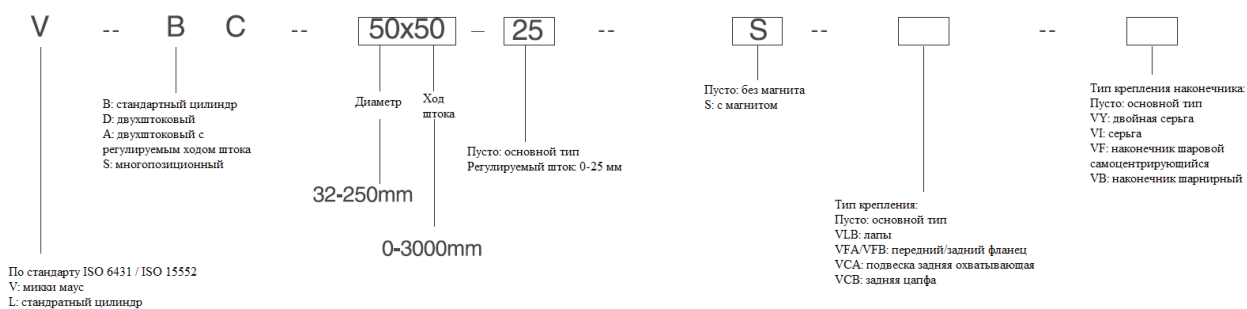 V -- B C -- 50x50 - 25 -- S -- --
B: стандартный цилиндр
D: двухштоковый
A: двухштоковый с
регулируемым ходом штока
S: многопозиционный
Диаметр
Ход
штока
32-250mm
0-3000mm
Пусто: основной тип
Регулируемый шток: 0-25 мм
Пусто: без магнита
S: с магнитом
Тип крепления:
Пусто: основной тип
VLB: лапы
VFA/VFB: передний/задний фланец
VCA: подвеска задняя охватывающая
VCB: задняя цапфа
Тип крепления наконечника:
Пусто: основной тип
VY: двойная серьга
VI: серьга
VF: наконечник шаровой
самоцентрирующийся
VB: наконечник шарнирный
По стандарту ISO 6431 / ISO 15552
V: микки маус
L: стандратный цилиндр